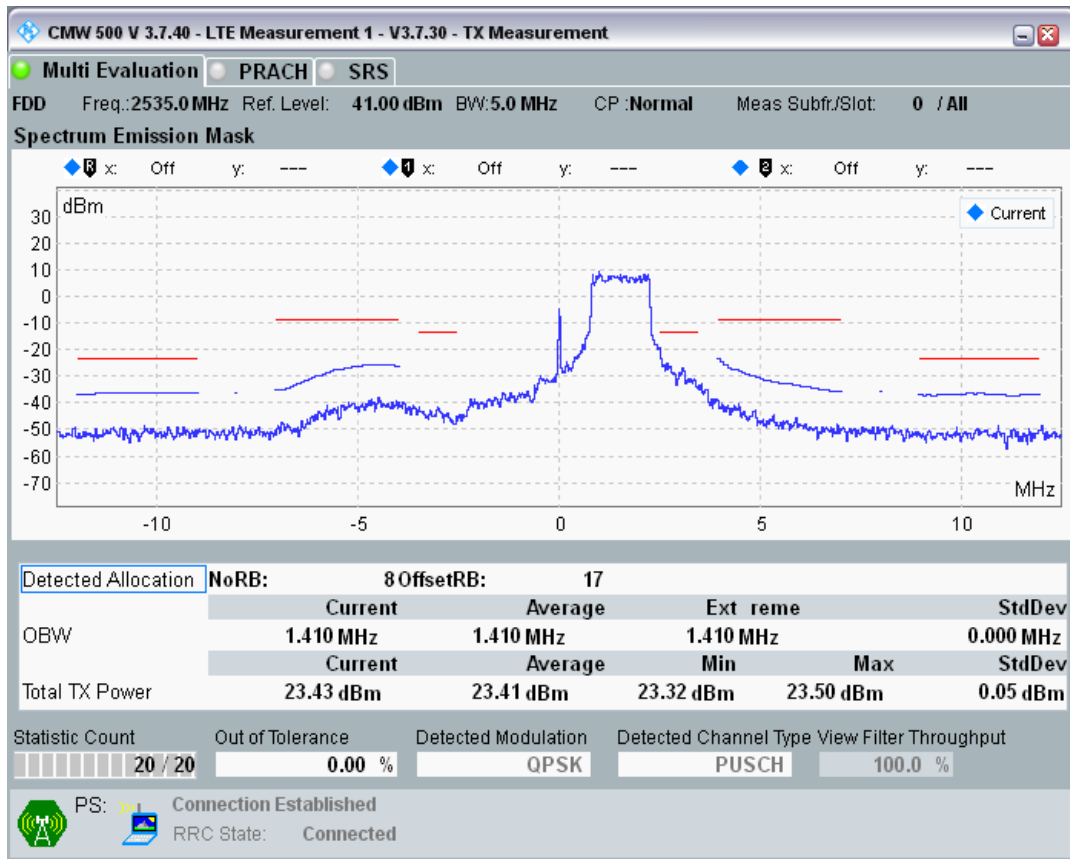 CMW 500 V 3.7.40 - LTE Measurement 1 - V3.7.30 - TX Measurement
Multi Evaluation PRACH SRS
FDD Freq.:2535.0 MHz Ref. Level: 41.00 dBm BW:5.0 MHz CP :Normal Meas Subfr./Slot: 0 / All
Spectrum Emission Mask
R x: Off y: --- 1 x: Off y: --- 2 x: Off y: ---
dBm
Current
30
20
10
0
-10
-20
-30
-40
-50
-60
-70
MHz
-10 -5 0 5 10
Detected Allocation NoRB: 8 OffsetRB: 17
Current Average Ext reme StdDev
OBW 1.410 MHz 1.410 MHz 1.410 MHz 0.000 MHz
Current Average Min Max StdDev
Total TX Power 23.43 dBm 23.41 dBm 23.32 dBm 23.50 dBm 0.05 dBm
Statistic Count Out of Tolerance Detected Modulation Detected Channel Type View Filter Throughput
20 / 20 0.00 % QPSK PUSCH 100.0 %
PS: Connection Established
RRC State: Connected